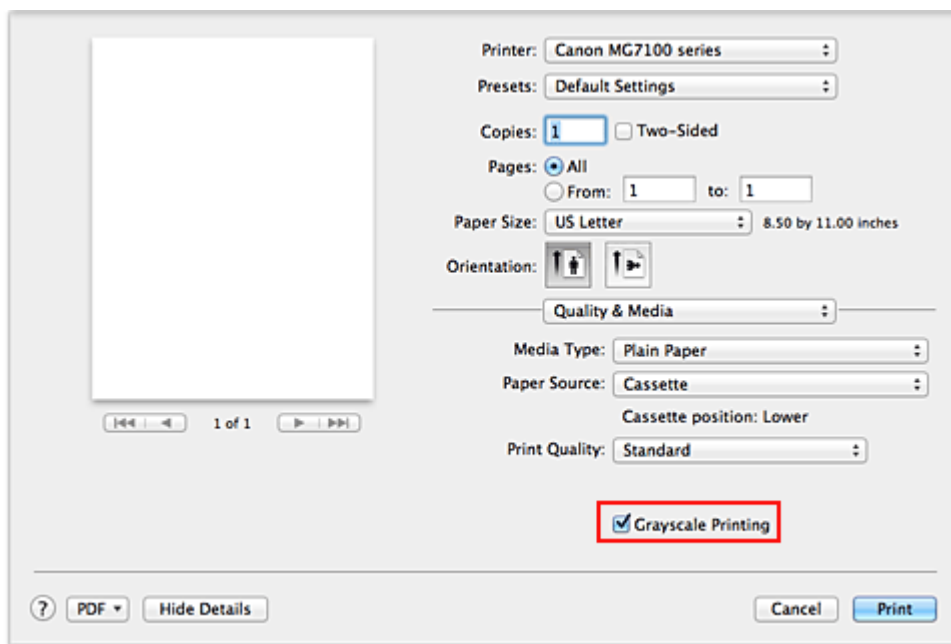 Printer: Canon MG7100 series
Presets: Default Settings
Copies: 1 Two-Sided
Pages: All
From: 1 to: 1
Paper Size: US Letter 8.50 by 11.00 inches
Orientation:
Quality & Media
Media Type: Plain Paper
Paper Source: Cassette
Cassette position: Lower
1 of 1
Print Quality: Standard
Grayscale Printing
? PDF Hide Details Cancel Print